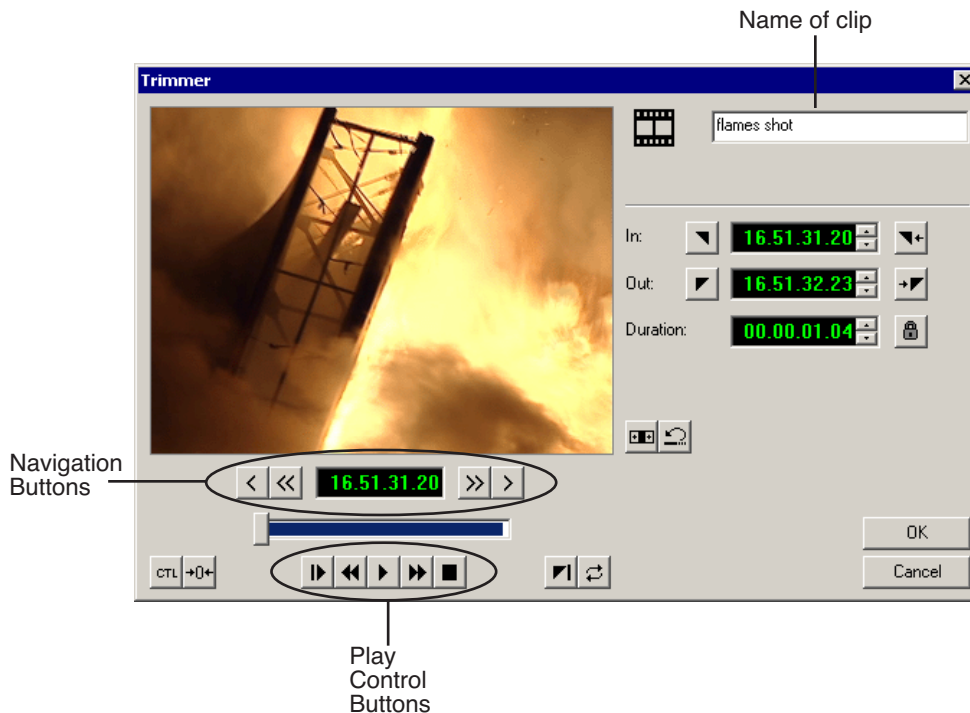 Name of clip
Trimmer
flames shot
In:
16.51.31.20
Out:
16.51.32.23
Duration:
00.00.01.04
Navigation
Buttons
16.51.31.20
OK
CTL
Cancel
Play
Control
Buttons